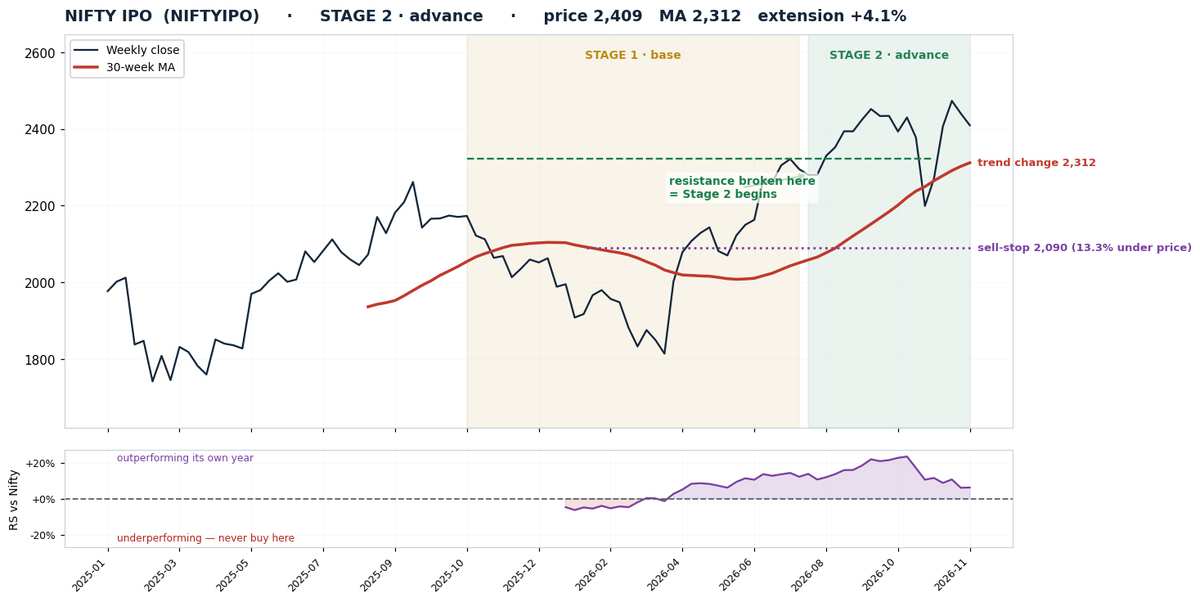 NIFTY IPO (NIFTYIPO) · STAGE 2 · advance · price 2,409 MA 2,312 extension +4.1%
Weekly close
30-week MA
STAGE 1 · base
STAGE 2 · advance
2600
2400
2200
2000
1800
resistance broken here
= Stage 2 begins
trend change 2,312
sell-stop 2,090 (13.3% under price)
RS vs Nifty
+20%
+0%
-20%
outperforming its own year
underperforming — never buy here
2025-01
2025-03
2025-05
2025-07
2025-09
2025-10
2025-12
2026-02
2026-04
2026-06
2026-08
2026-10
2026-11